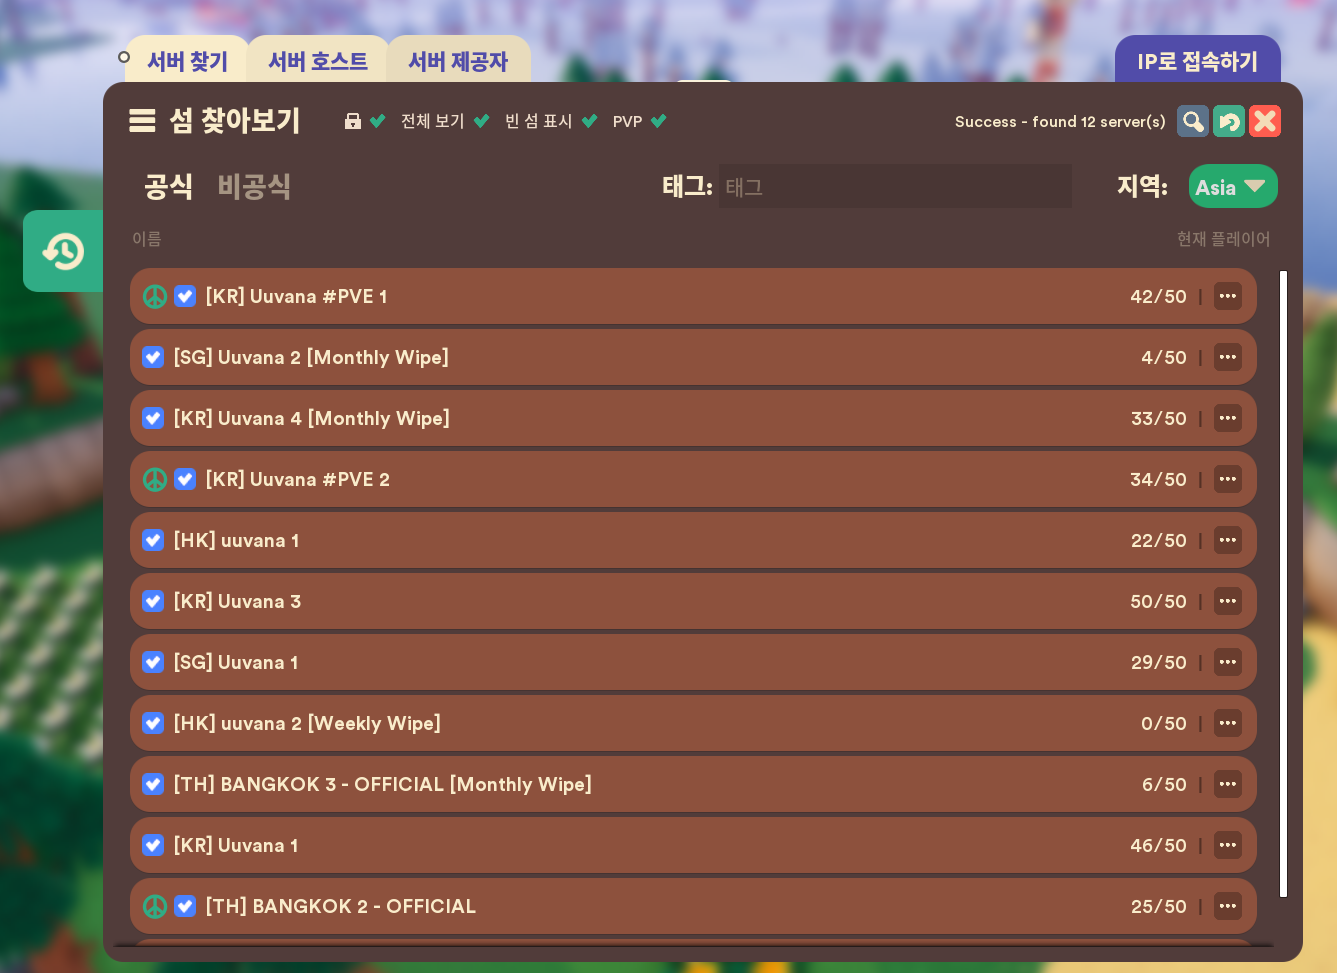 서버 찾기 서버 호스트 서버 제공자 IP로 접속하기
섬 찾아보기 전체 보기 빈 섬 표시 PVP Success - found 12 server(s)
공식 비공식 태그: 태그 지역: Asia
이름 현재 플레이어
[KR] Uuvana #PVE 1 42/50 | ...
[SG] Uuvana 2 [Monthly Wipe] 4/50 | ...
[KR] Uuvana 4 [Monthly Wipe] 33/50 | ...
[KR] Uuvana #PVE 2 34/50 | ...
[HK] uuvana 1 22/50 | ...
[KR] Uuvana 3 50/50 | ...
[SG] Uuvana 1 29/50 | ...
[HK] uuvana 2 [Weekly Wipe] 0/50 | ...
[TH] BANGKOK 3 - OFFICIAL [Monthly Wipe] 6/50 | ...
[KR] Uuvana 1 46/50 | ...
[TH] BANGKOK 2 - OFFICIAL 25/50 | ...